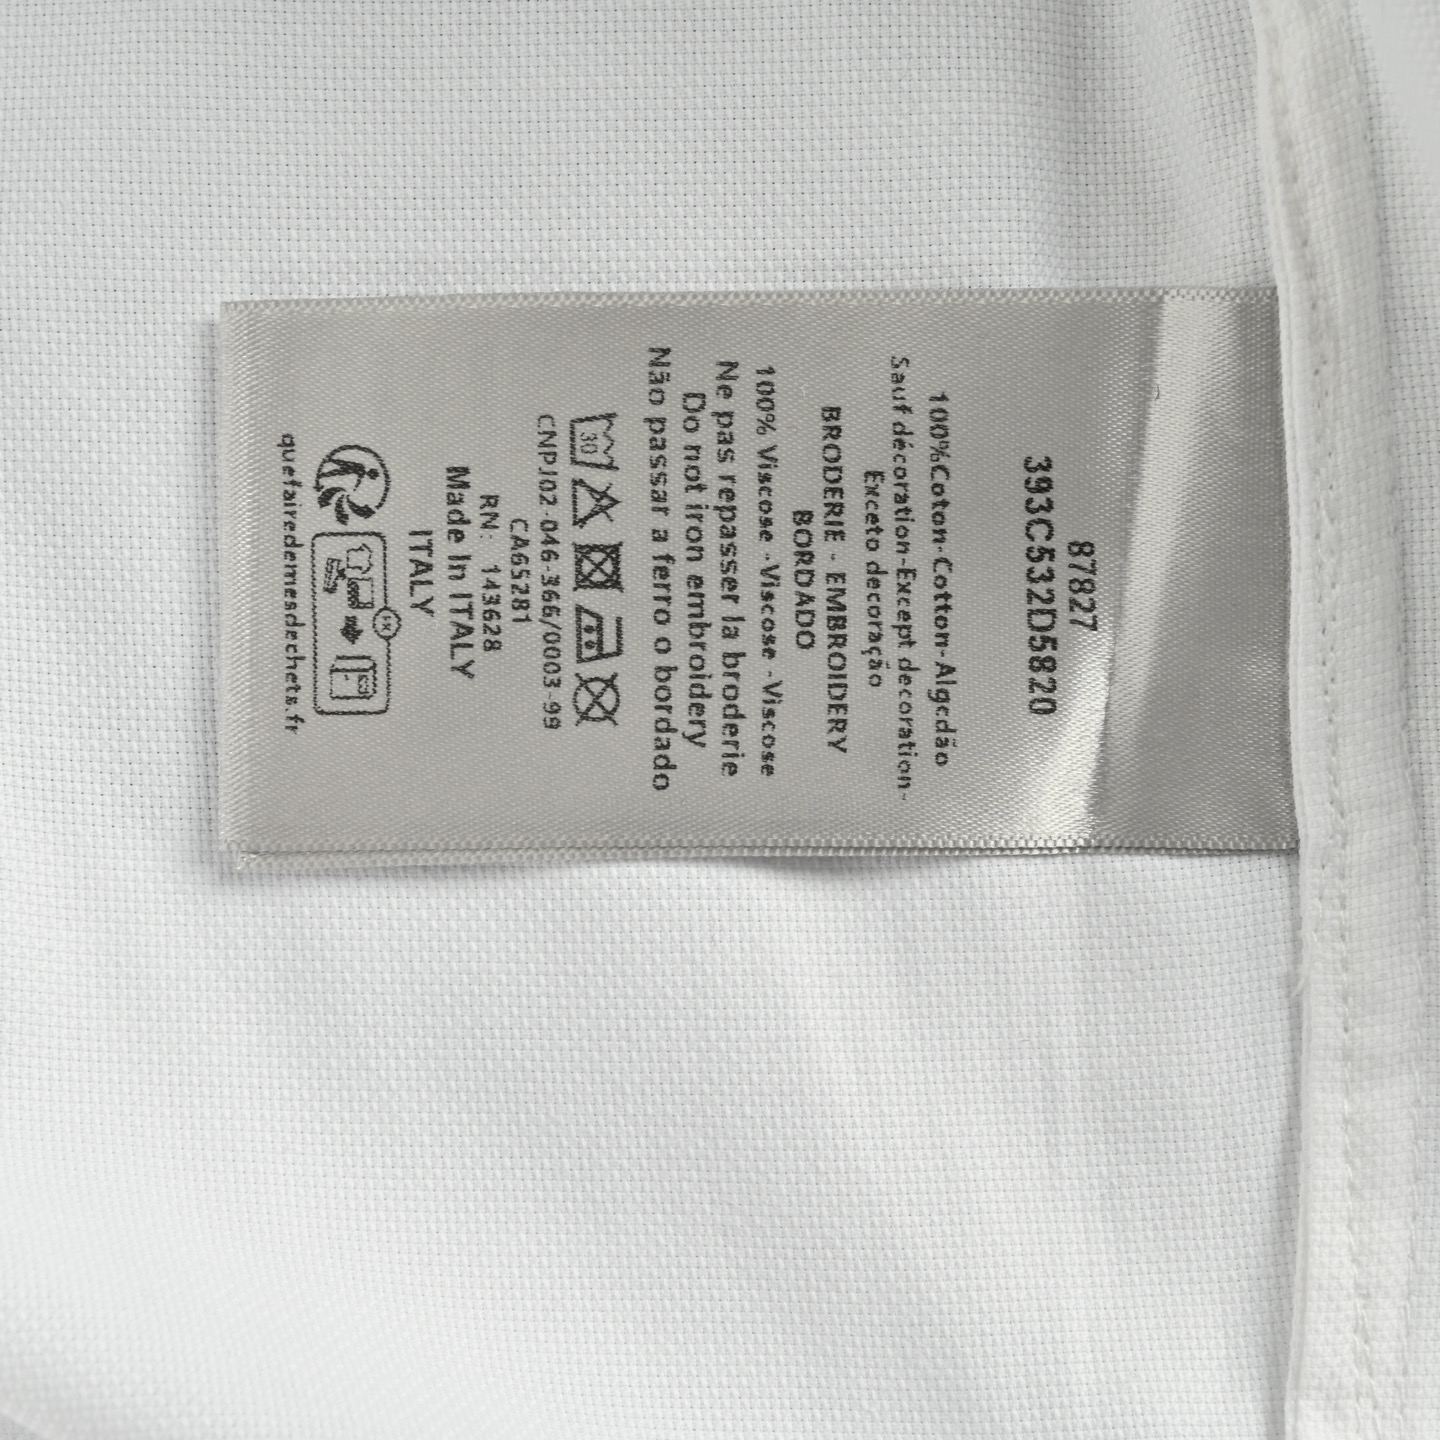 87827
393C532D5820
100%Coton-Cotton-Algodão
Sauf décoration-Except decoration-
Exceto decoração
BRODERIE - EMBROIDERY
BORDADO
100% Viscose -Viscose -Viscose
Ne pas repasser la broderie
Do not iron embroidery
Não passar a ferro o bordado
30
CNPJ02-046-366/0003-99
CA65281
RN: 143628
Made In ITALY
ITALY
FR
quefairedemesdechets.fr